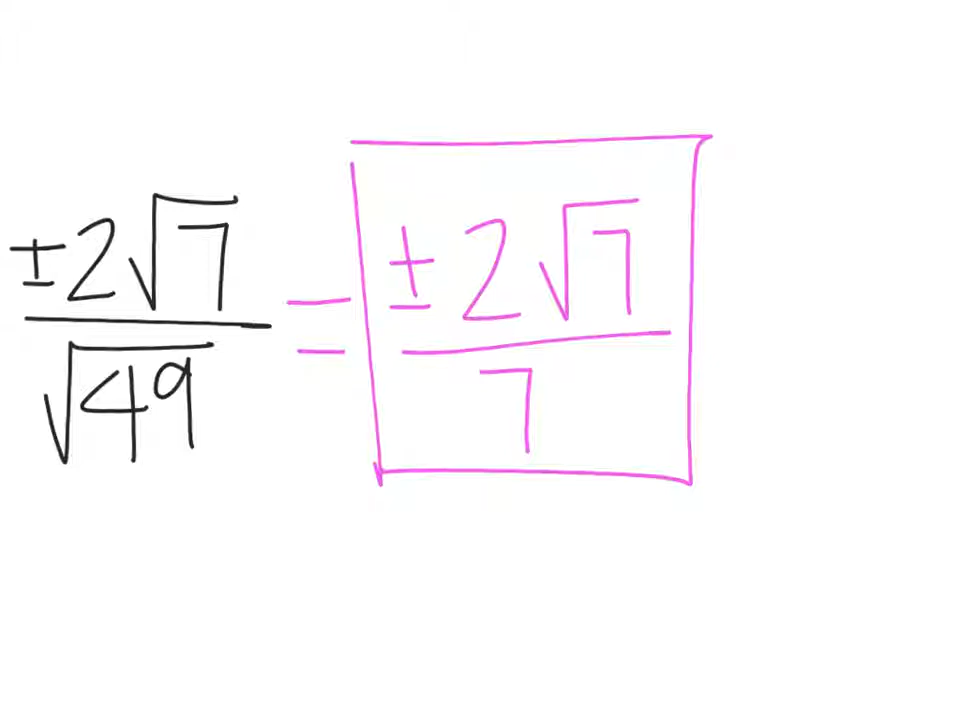 ±2√7 / √49 = ±2√7 / 7